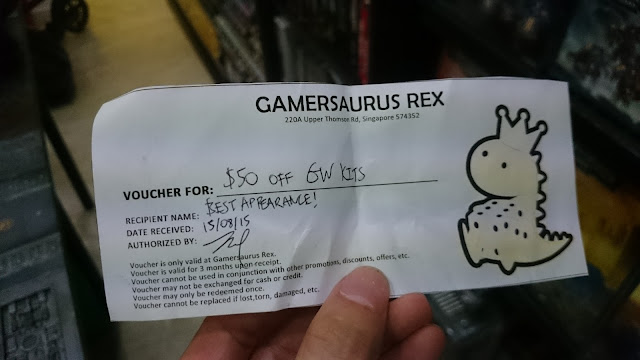 GAMERSAURUS REX
220A Upper Thomson Rd, Singapore 574352
VOUCHER FOR: $50 OFF GW KITS
RECIPIENT NAME: BEST APPEARANCE!
DATE RECEIVED: 15/08/15
AUTHORIZED BY:
Voucher is only valid at Gamersaurus Rex.
Voucher is valid for 3 months upon receipt.
Voucher cannot be used in conjunction with other promotion, discounts, offers, etc.
Voucher may not be exchanged for cash or credit.
Voucher may only be redeemed once.
Voucher cannot be replaced if lost,torn, damaged, etc.